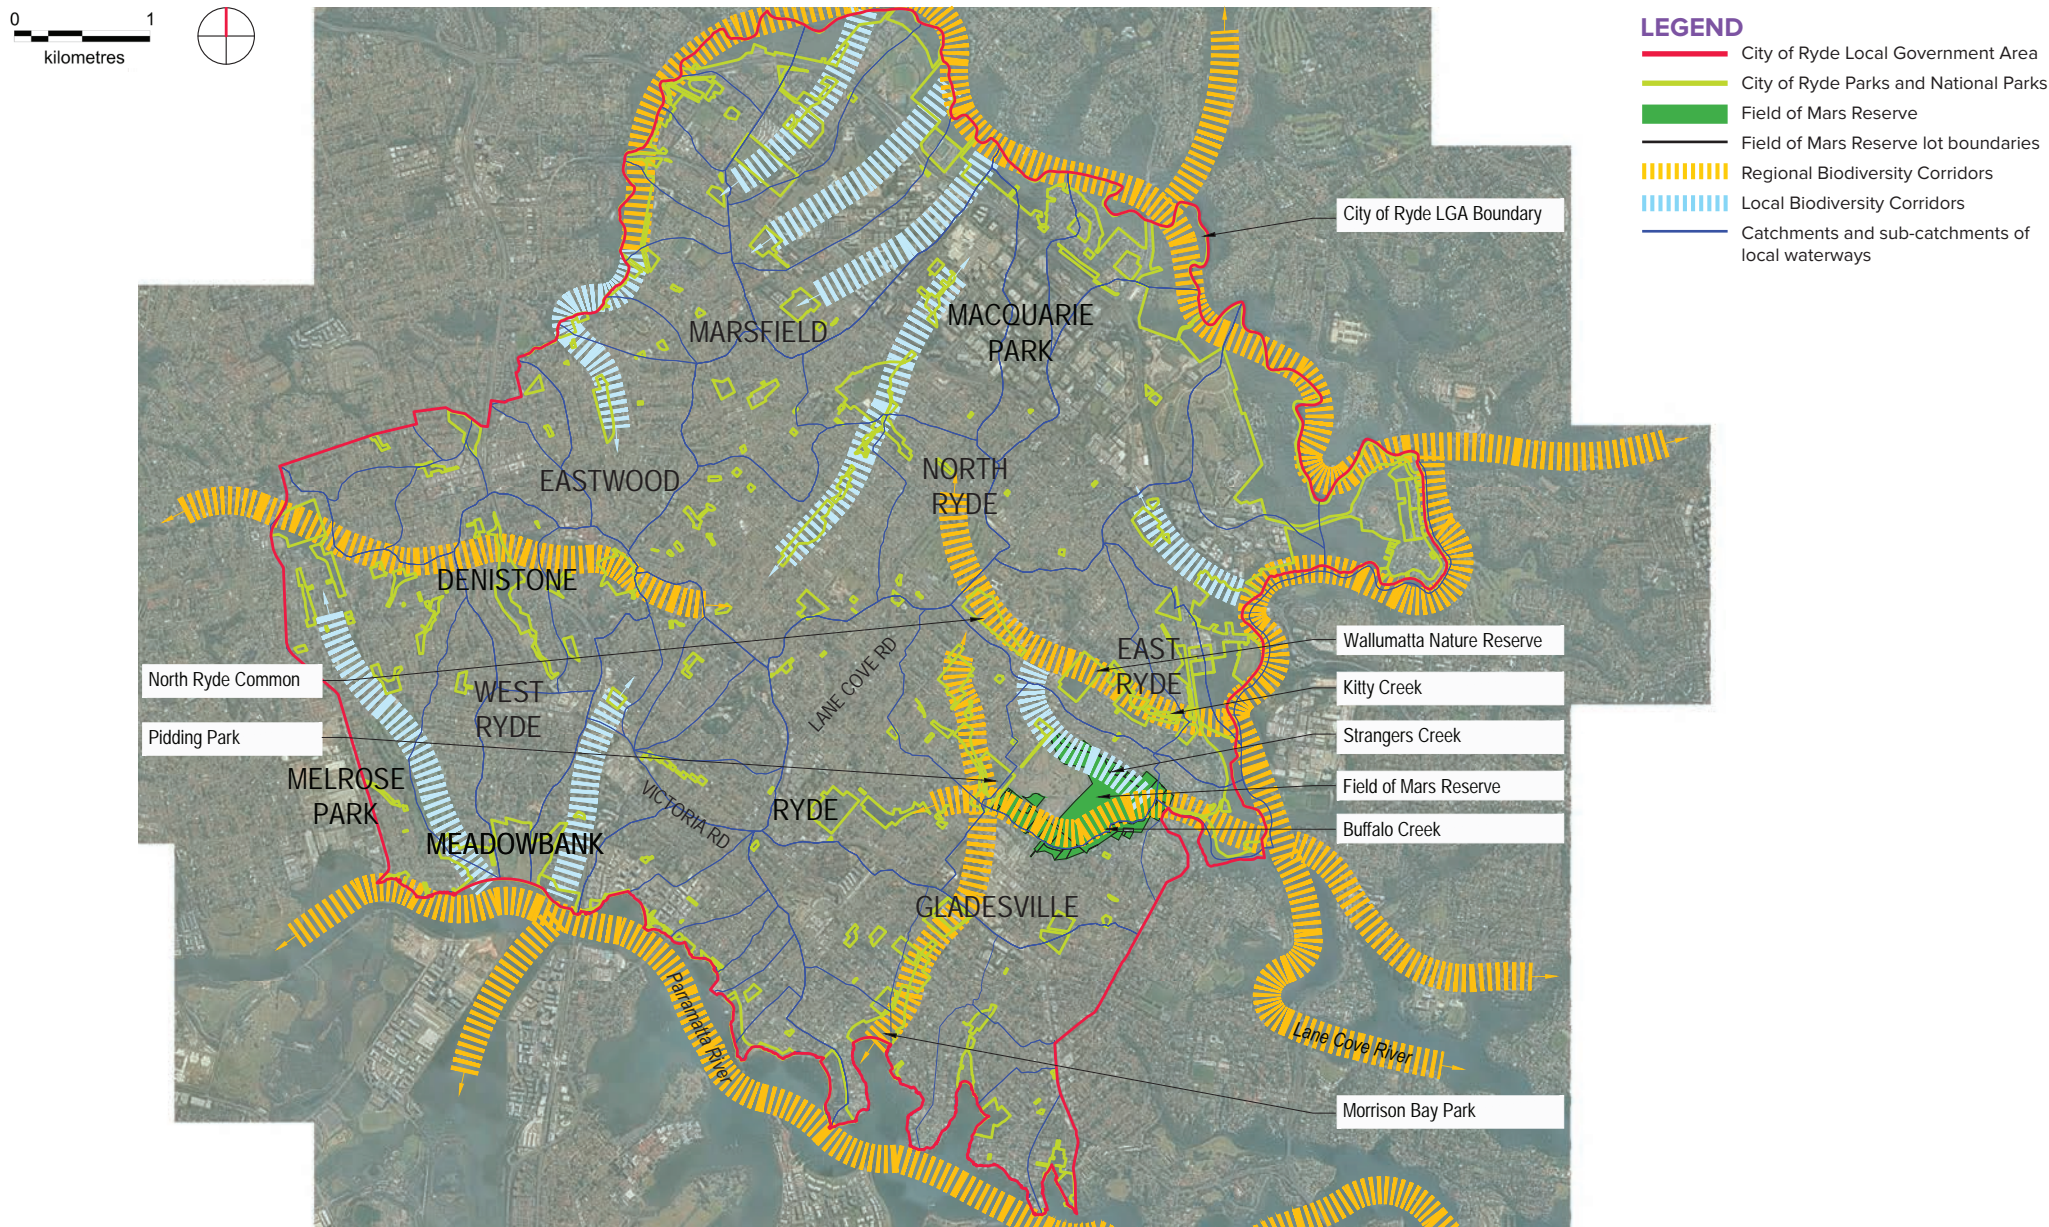 0 1
kilometres
LEGEND
City of Ryde Local Government Area
City of Ryde Parks and National Parks
Field of Mars Reserve
Field of Mars Reserve lot boundaries
Regional Biodiversity Corridors
Local Biodiversity Corridors
Catchments and sub-catchments of
local waterways
City of Ryde LGA Boundary
MARSFIELD
MACQUARIE
PARK
EASTWOOD
NORTH
RYDE
DENISTONE
LANE COVE RD
EAST
RYDE
Wallumatta Nature Reserve
North Ryde Common
WEST
RYDE
Kitty Creek
Pidding Park
Strangers Creek
MELROSE
PARK
VICTORIA RD
RYDE
Field of Mars Reserve
MEADOWBANK
Buffalo Creek
GLADESVILLE
Parramatta River
Lane Cove River
Morrison Bay Park